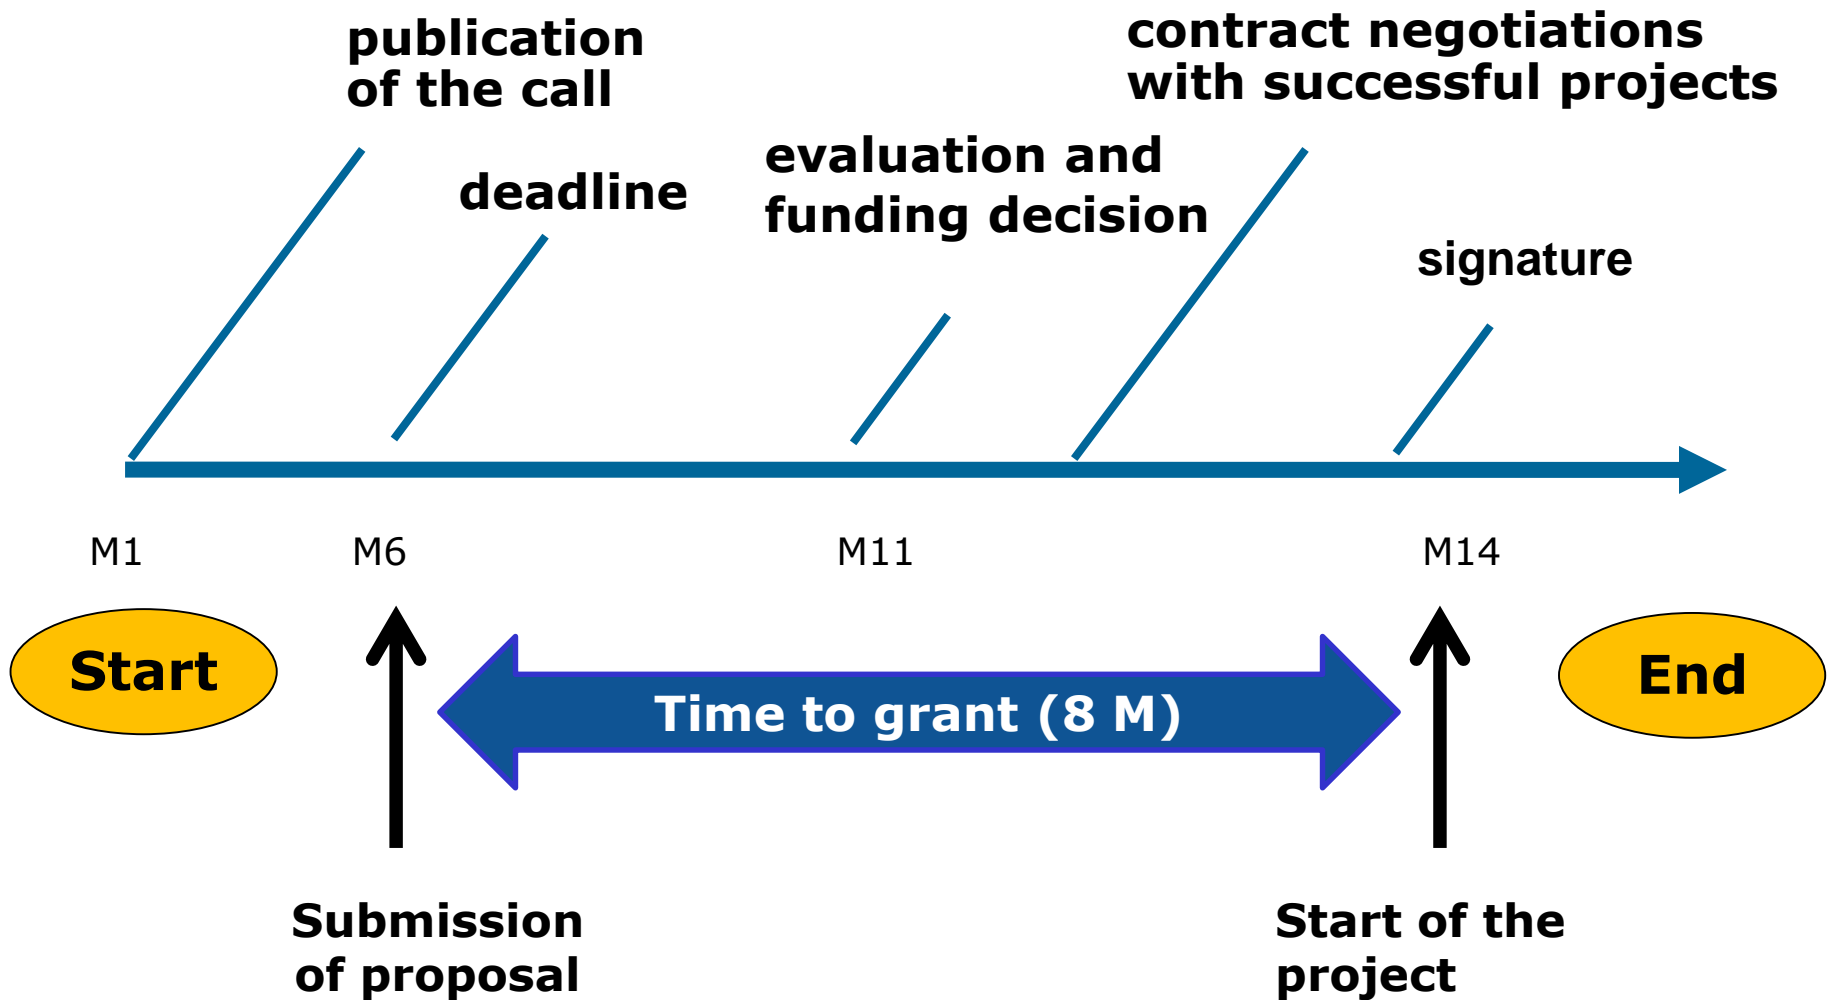 publication
of the call
contract negotiations
with successful projects
deadline
evaluation and
funding decision
signature
M1
M6
M11
M14
Start
Time to grant (8 M)
End
Submission
of proposal
Start of the
project